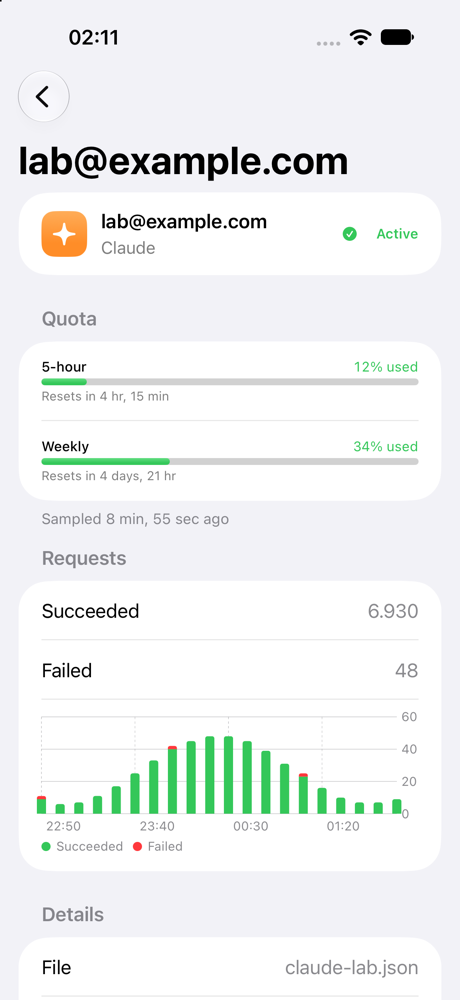 02:11
lab@example.com
lab@example.com
Claude
Active
Quota
5-hour
12% used
Resets in 4 hr, 15 min
Weekly
34% used
Resets in 4 days, 21 hr
Sampled 8 min, 55 sec ago
Requests
Succeeded
6.930
Failed
48
60
40
20
0
22:50
23:40
00:30
01:20
Succeeded
Failed
Details
File
claude-lab.json